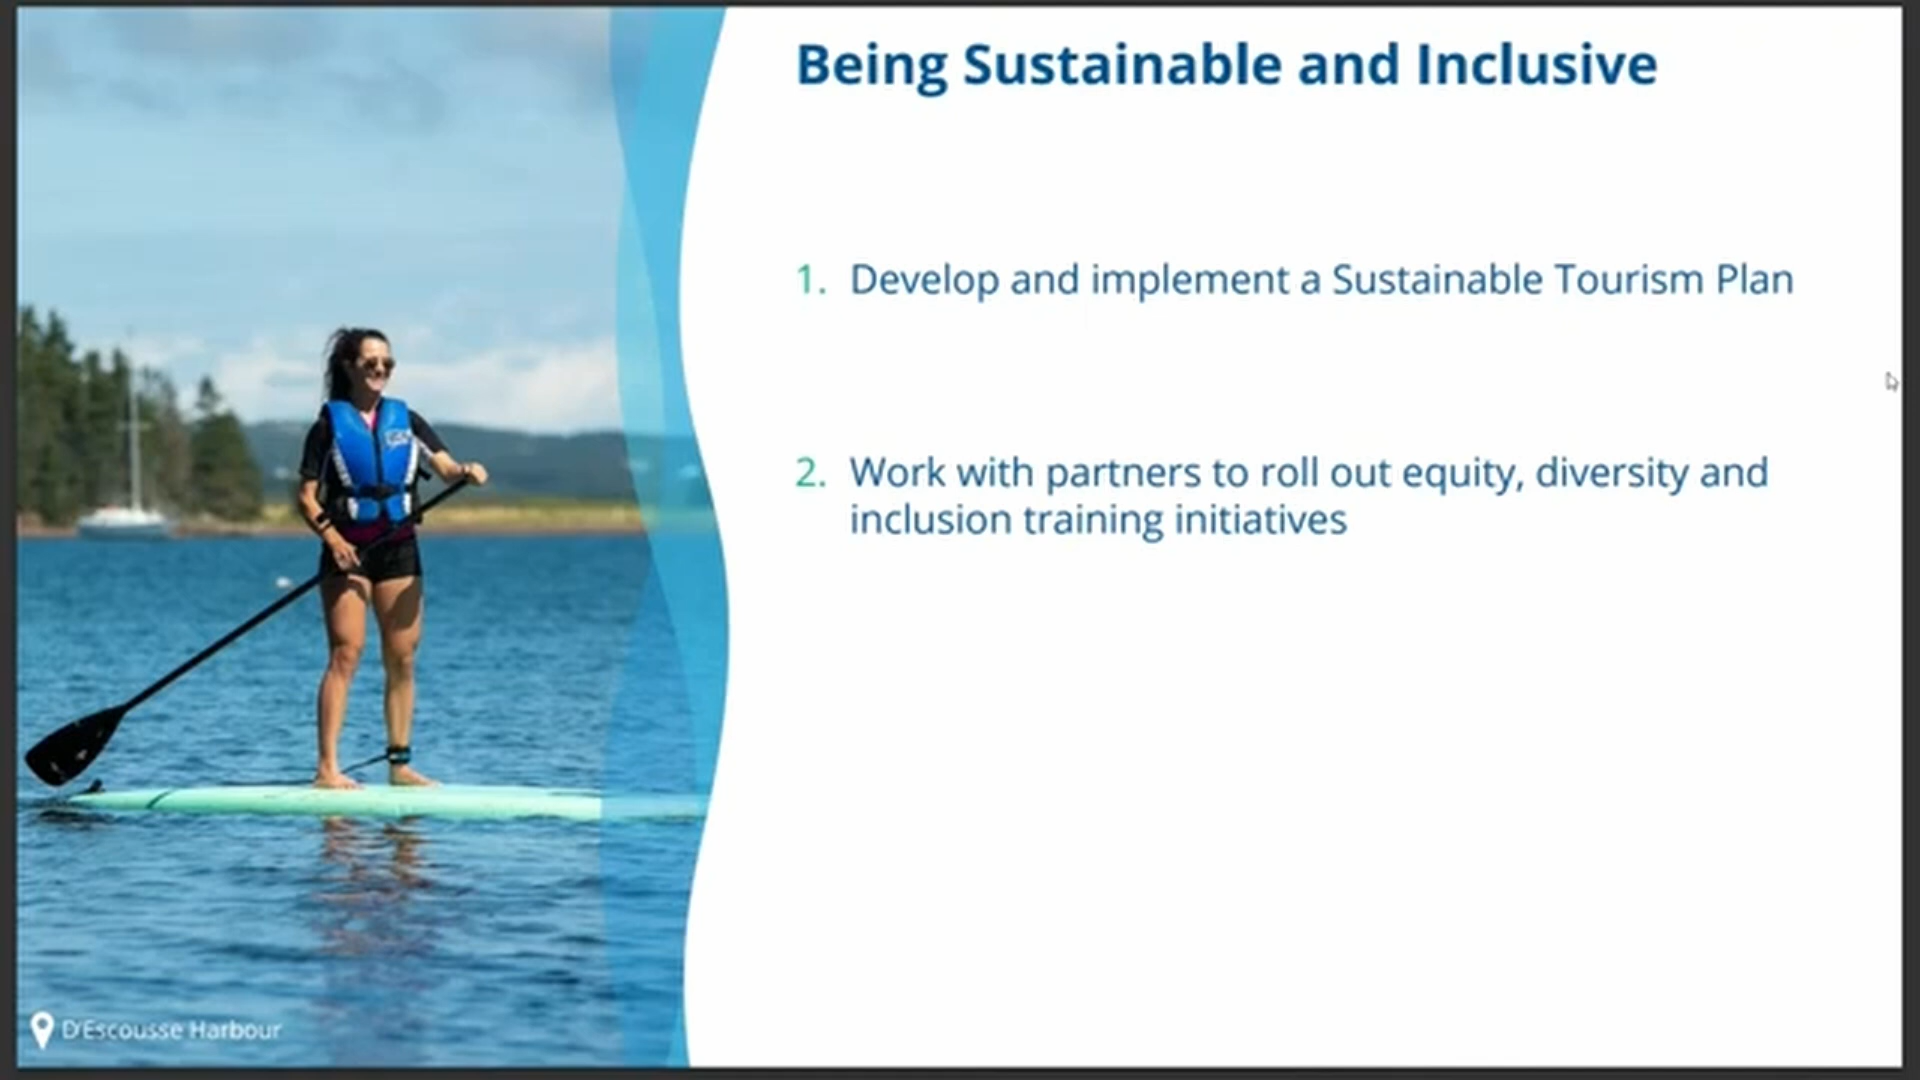 Being Sustainable and Inclusive
1. Develop and implement a Sustainable Tourism Plan
2. Work with partners to roll out equity, diversity and
inclusion training initiatives
D'Escousse Harbour